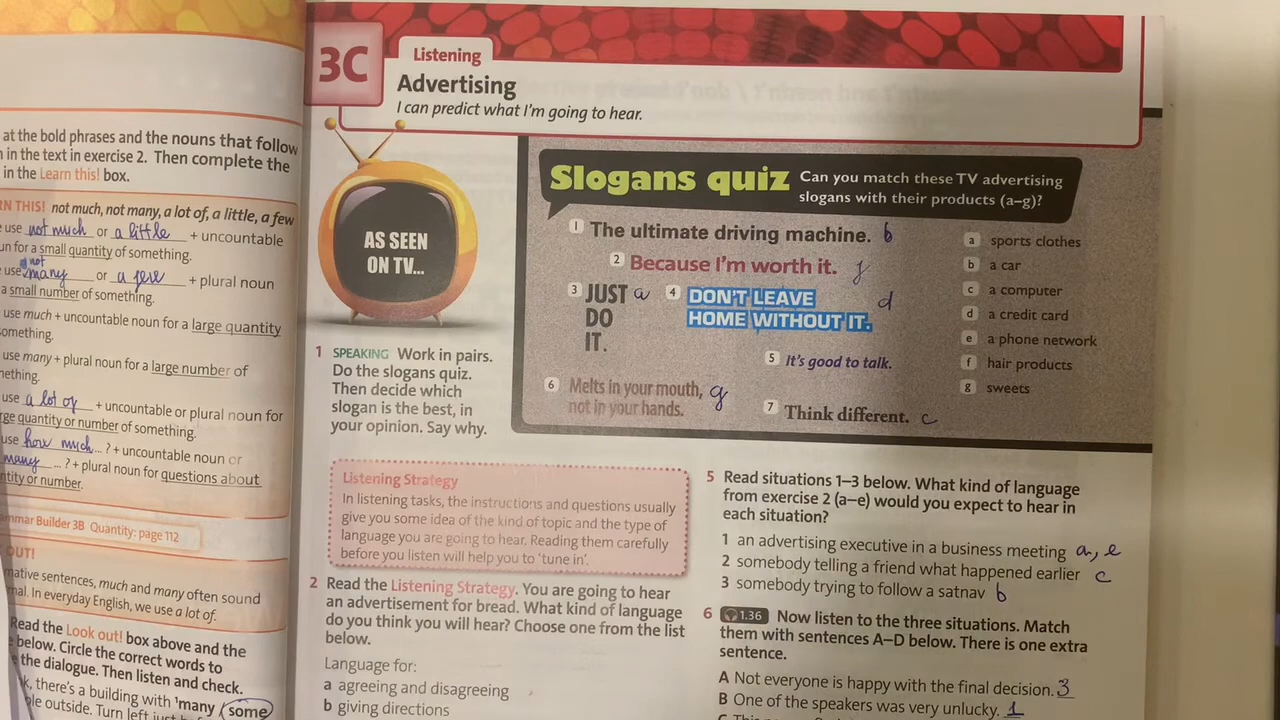 at the bold phrases and the nouns that follow
in the text in exercise 2. Then complete the
in the Learn this! box.
RN THIS! not much, not many, a lot of, a little, a few
use not much or a little + uncountable
un for a small quantity of something.
use not many or a few + plural noun
a small number of something.
use much + uncountable noun for a large quantity
omething.
use many + plural noun for a large number of
nething.
use a lot of + uncountable or plural noun for
rge quantity or number of something.
use how much ...? + uncountable noun or
many ...? + plural noun for questions about
ntity or number.
mmar Builder 3B Quantity: page 112
OUT!
mative sentences, much and many often sound
mal. In everyday English, we use a lot of.
Read the Look out! box above and the
below. Circle the correct words to
e the dialogue. Then listen and check.
k, there's a building with ¹many / some
ple outside. Turn left just
3C
Listening
Advertising
I can predict what I'm going to hear.
AS SEEN
ON TV...
Slogans quiz Can you match these TV advertising
slogans with their products (a–g)?
1 The ultimate driving machine. b
2 Because I'm worth it. f
3 JUST a
DO
IT.
4 DON'T LEAVE
HOME WITHOUT IT. d
5 It's good to talk.
6 Melts in your mouth,
not in your hands. g
7 Think different. c
a sports clothes
b a car
c a computer
d a credit card
e a phone network
f hair products
g sweets
1 SPEAKING Work in pairs.
Do the slogans quiz.
Then decide which
slogan is the best, in
your opinion. Say why.
Listening Strategy
In listening tasks, the instructions and questions usually
give you some idea of the kind of topic and the type of
language you are going to hear. Reading them carefully
before you listen will help you to 'tune in'.
2 Read the Listening Strategy. You are going to hear
an advertisement for bread. What kind of language
do you think you will hear? Choose one from the list
below.
Language for:
a agreeing and disagreeing
b giving directions
5 Read situations 1–3 below. What kind of language
from exercise 2 (a–e) would you expect to hear in
each situation?
1 an advertising executive in a business meeting a, e
2 somebody telling a friend what happened earlier c
3 somebody trying to follow a satnav b
6 1.36 Now listen to the three situations. Match
them with sentences A–D below. There is one extra
sentence.
A Not everyone is happy with the final decision. 3
B One of the speakers was very unlucky. 1